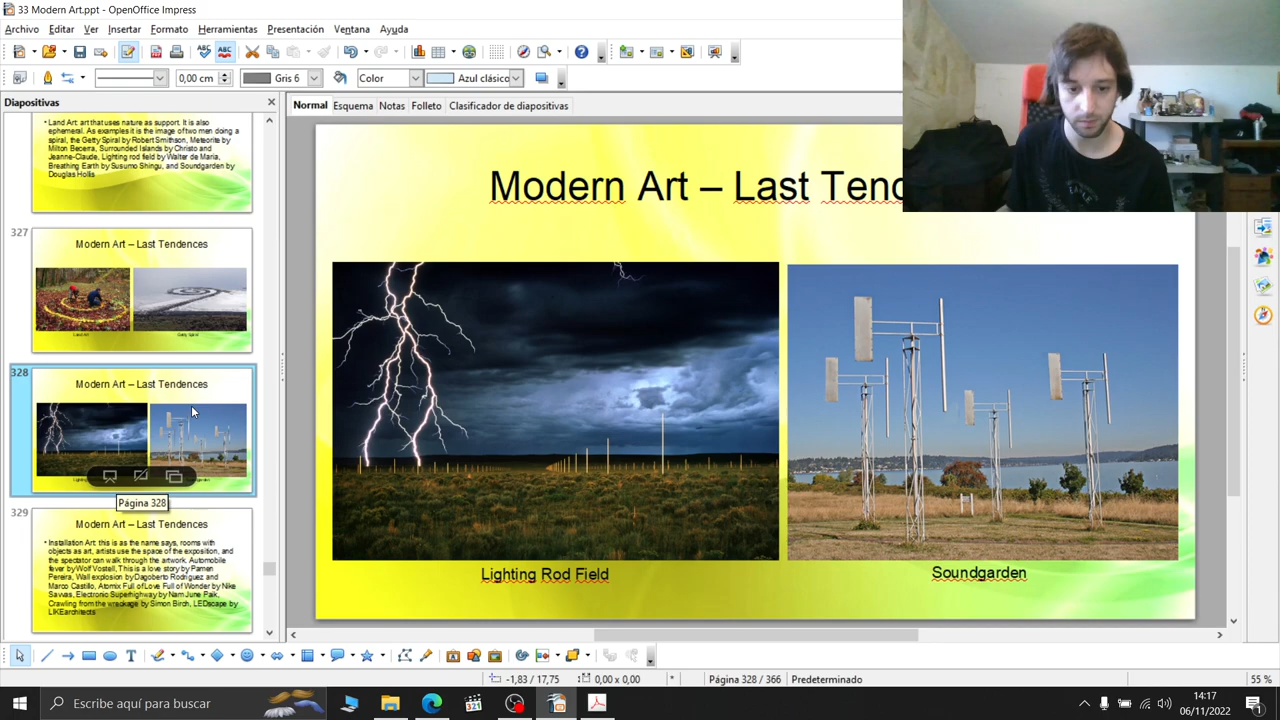 33 Modern Art.ppt - OpenOffice Impress
Archivo Editar Ver Insertar Formato Herramientas Presentación Ventana Ayuda
0,00 cm Gris 6 Color Azul clásico
Diapositivas
Normal Esquema Notas Folleto Clasificador de diapositivas
Land Art: art that uses nature as support. It is also
ephemeral. As examples it is the image of two men doing a
spiral, the Getty Spiral by Robert Smithson, Meteorite by
Milton Becerra, Surrounded Islands by Christo and
Jeanne-Claude, Lighting rod field by Walter de Maria,
Breathing Earth by Susumo Shingu, and Soundgarden by
Douglas Hollis
327
Modern Art – Last Tendences
Land Art
Getty Spiral
328
Modern Art – Last Tendences
Página 328
329
Modern Art – Last Tendences
Installation Art: this is as the name says, rooms with
objects as art, artists use the space of the exposition, and
the spectator can walk through the artwork. Automobile
fever by Wolf Vostell, This is a love story by Pamen
Pereira, Wall explosion by Dagoberto Rodríguez and
Marco Castillo, Atomix Full of Love Full of Wonder by Nike
Savvas, Electronic Superhighway by Nam June Paik,
Crawling from the wreckage by Simon Birch, LEDscape by
LIKEarchitects
Modern Art – Last Tend
Lighting Rod Field
Soundgarden
-1,83 / 17,75 0,00 x 0,00 * Página 328 / 366 Predeterminado 55 %
Escribe aquí para buscar
321
14:17
06/11/2022
1